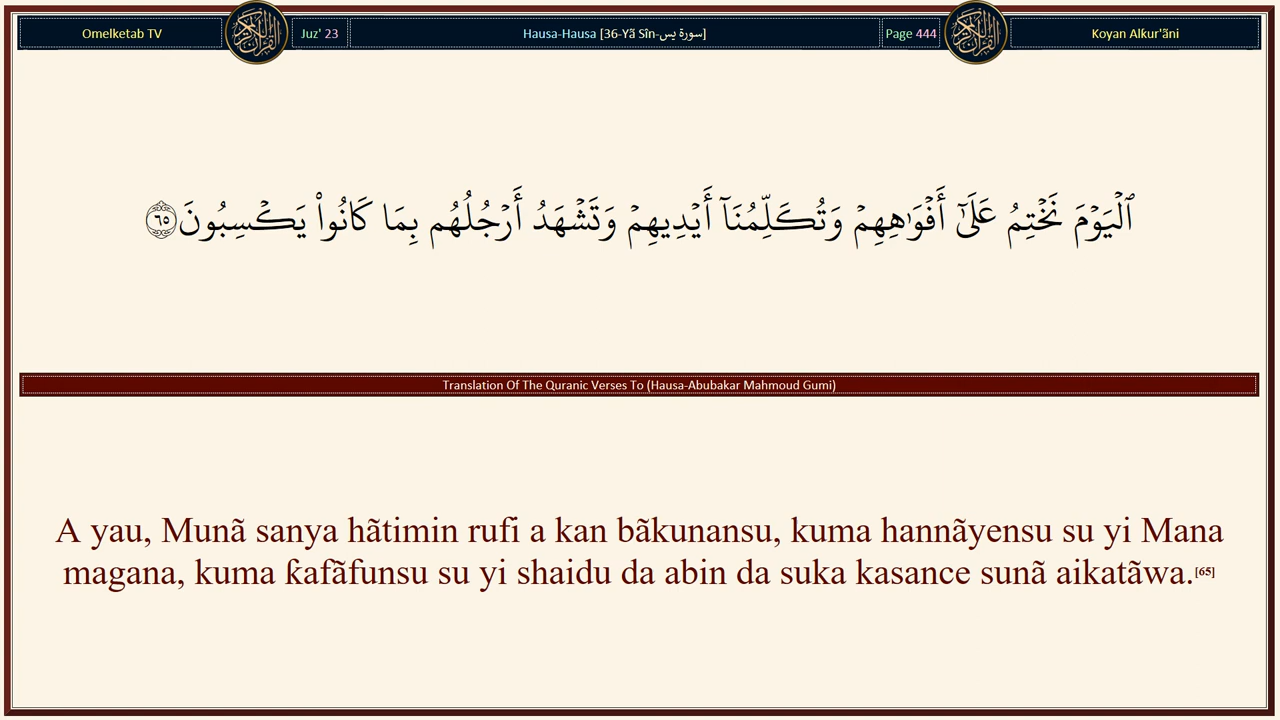 Omelketab TV
Juz' 23
Hausa-Hausa [36-Yã Sîn-سورة يس]
Page 444
Koyan Alƙur'ãni
ٱلۡيَوۡمَ نَخۡتِمُ عَلَىٰٓ أَفۡوَٰهِهِمۡ وَتُكَلِّمُنَآ أَيۡدِيهِمۡ وَتَشۡهَدُ أَرۡجُلُهُم بِمَا كَانُواْ يَكۡسِبُونَ ٦٥
Translation Of The Quranic Verses To (Hausa-Abubakar Mahmoud Gumi)
A yau, Munã sanya hãtimin rufi a kan bãkunansu, kuma hannãyensu su yi Mana
magana, kuma ƙafãfunsu su yi shaidu da abin da suka kasance sunã aikatãwa.[65]